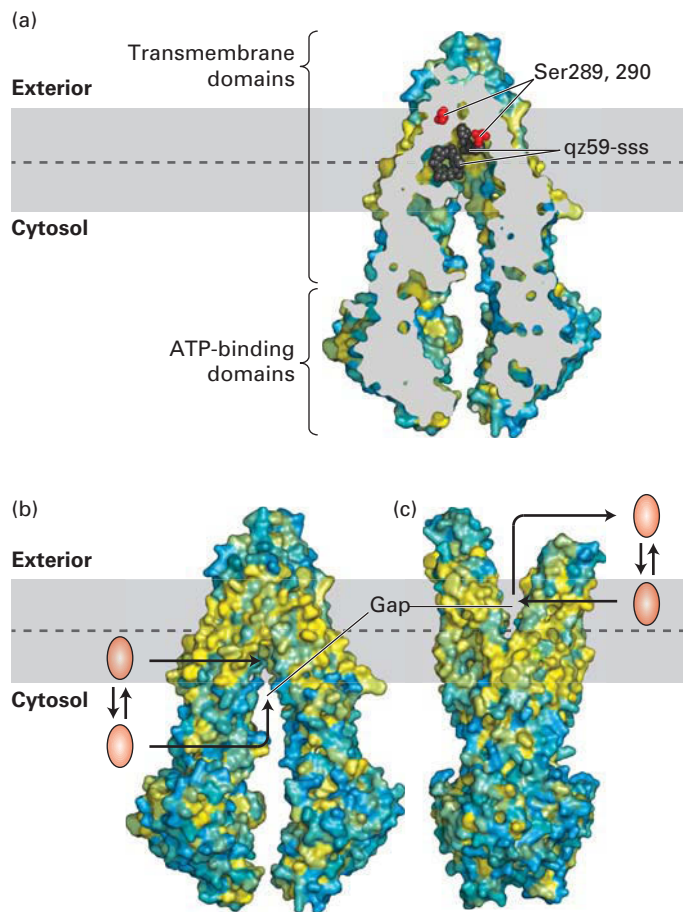 (a)
Transmembrane
domains
Exterior
Ser289, 290
qz59-sss
Cytosol
ATP-binding
domains
(b)
(c)
Exterior
Gap
Cytosol